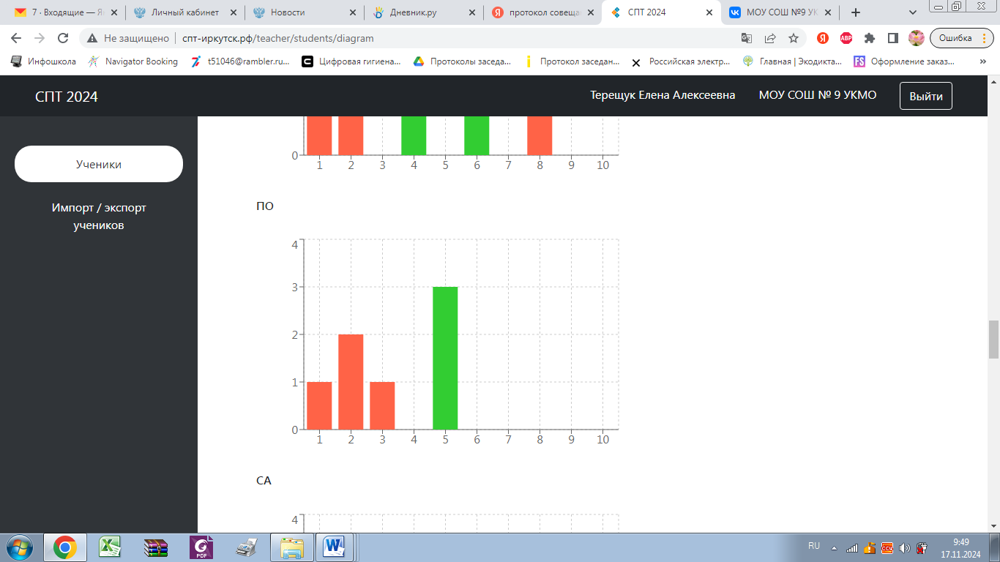 7 · Входящие — Ян
Личный кабинет
Новости
Дневник.ру
протокол совеща
СПТ 2024
МОУ СОШ №9 УК
Не защищено
спт-иркутск.рф/teacher/students/diagram
Я
ABP
Ошибка
Инфошкола
Navigator Booking
t51046@rambler.ru...
Цифровая гигиена...
Протоколы заседа...
Протокол заседан...
Российская электр...
Главная | Экодикта...
Оформление заказ...
»
СПТ 2024
Терещук Елена Алексеевна
МОУ СОШ № 9 УКМО
Выйти
Ученики
Импорт / экспорт
учеников
0
1 2 3 4 5 6 7 8 9 10
ПО
4
3
2
1
0
1 2 3 4 5 6 7 8 9 10
СА
4
PDF
RU
9:49
17.11.2024